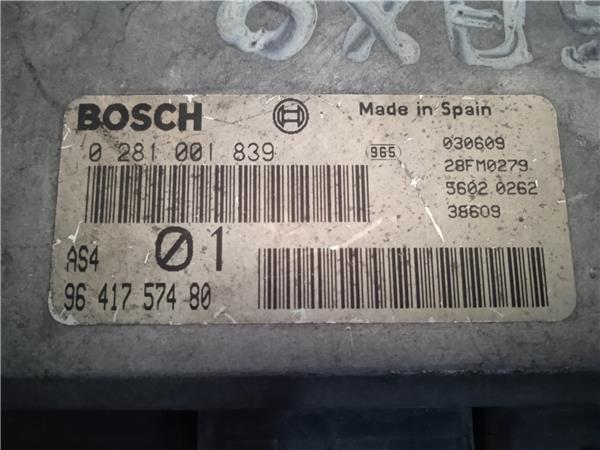 BOSCH Made in Spain
0 281 001 839 965 030609
28FM0279
5602 0262
38609
AS4 01
96 417 574 80